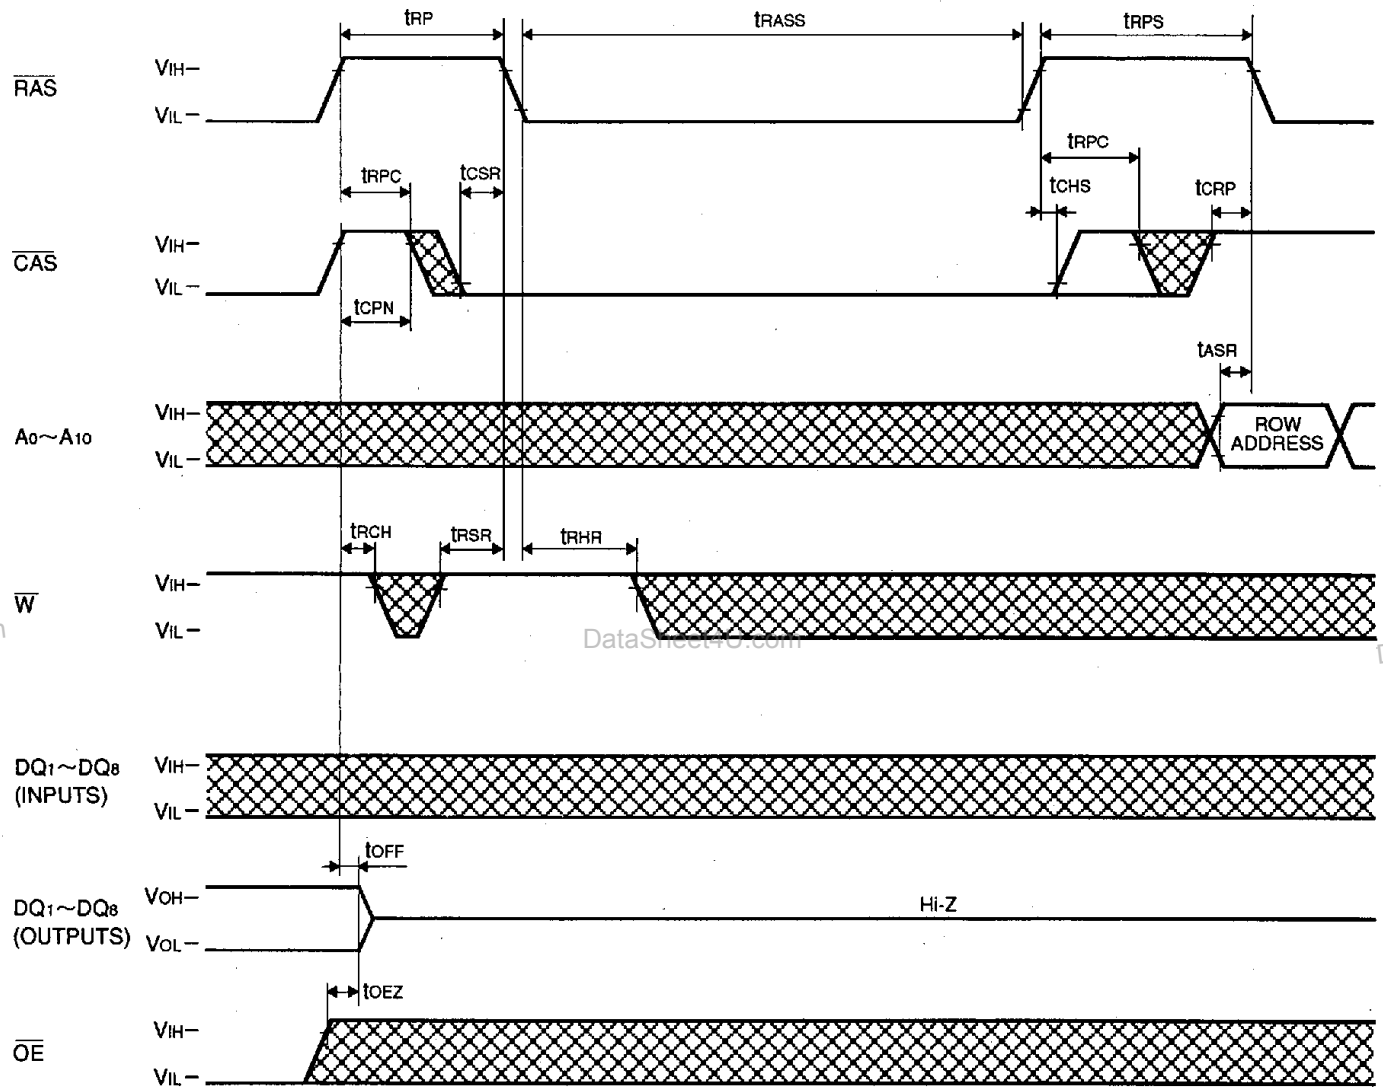 tRP tRASS tRPS
RAS VIH
VIL
tRPC tCSR tRPC
tCHS tCRP
CAS VIH
VIL
tCPN
tASR
A0~A10 VIH
VIL
ROW
ADDRESS
tRCH tRSR tRHR
W VIH
VIL
DataSheet4U.com
DQ1~DQ8
(INPUTS)
VIH
VIL
tOFF
DQ1~DQ8
(OUTPUTS)
VOH
VOL
Hi-Z
tOEZ
OE VIH
VIL